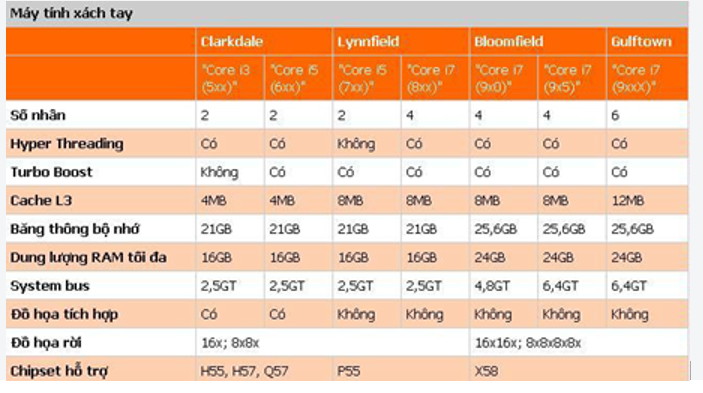 Máy tính xách tay
Clarkdale Lynnfield Bloomfield Gulftown
"Core i3 (5xx)" "Core i5 (6xx)" "Core i5 (7xx)" "Core i7 (8xx)" "Core i7 (9x0)" "Core i7 (9x5)" "Core i7 (9xxX)"
Số nhân 2 2 2 4 4 4 6
Hyper Threading Có Có Không Có Có Có Có
Turbo Boost Không Có Có Có Có Có Có
Cache L3 4MB 4MB 8MB 8MB 8MB 8MB 12MB
Băng thông bộ nhớ 21GB 21GB 21GB 21GB 25,6GB 25,6GB 25,6GB
Dung lượng RAM tối đa 16GB 16GB 16GB 16GB 24GB 24GB 24GB
System bus 2,5GT 2,5GT 2,5GT 2,5GT 4,8GT 6,4GT 6,4GT
Đồ họa tích hợp Có Có Không Không Không Không Không
Đồ họa rời 16x; 8x8x 16x16x; 8x8x8x8x
Chipset hỗ trợ H55, H57, Q57 P55 X58